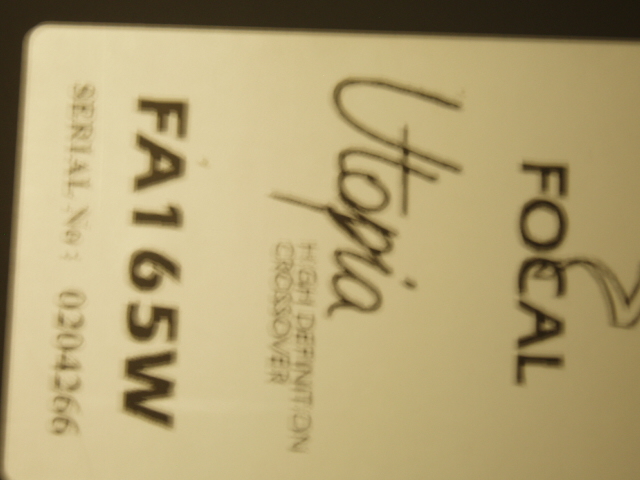 FOCAL
Utopia
HIGH DEFINITION
CROSSOVER
FA165W
SERIAL No: 0204266